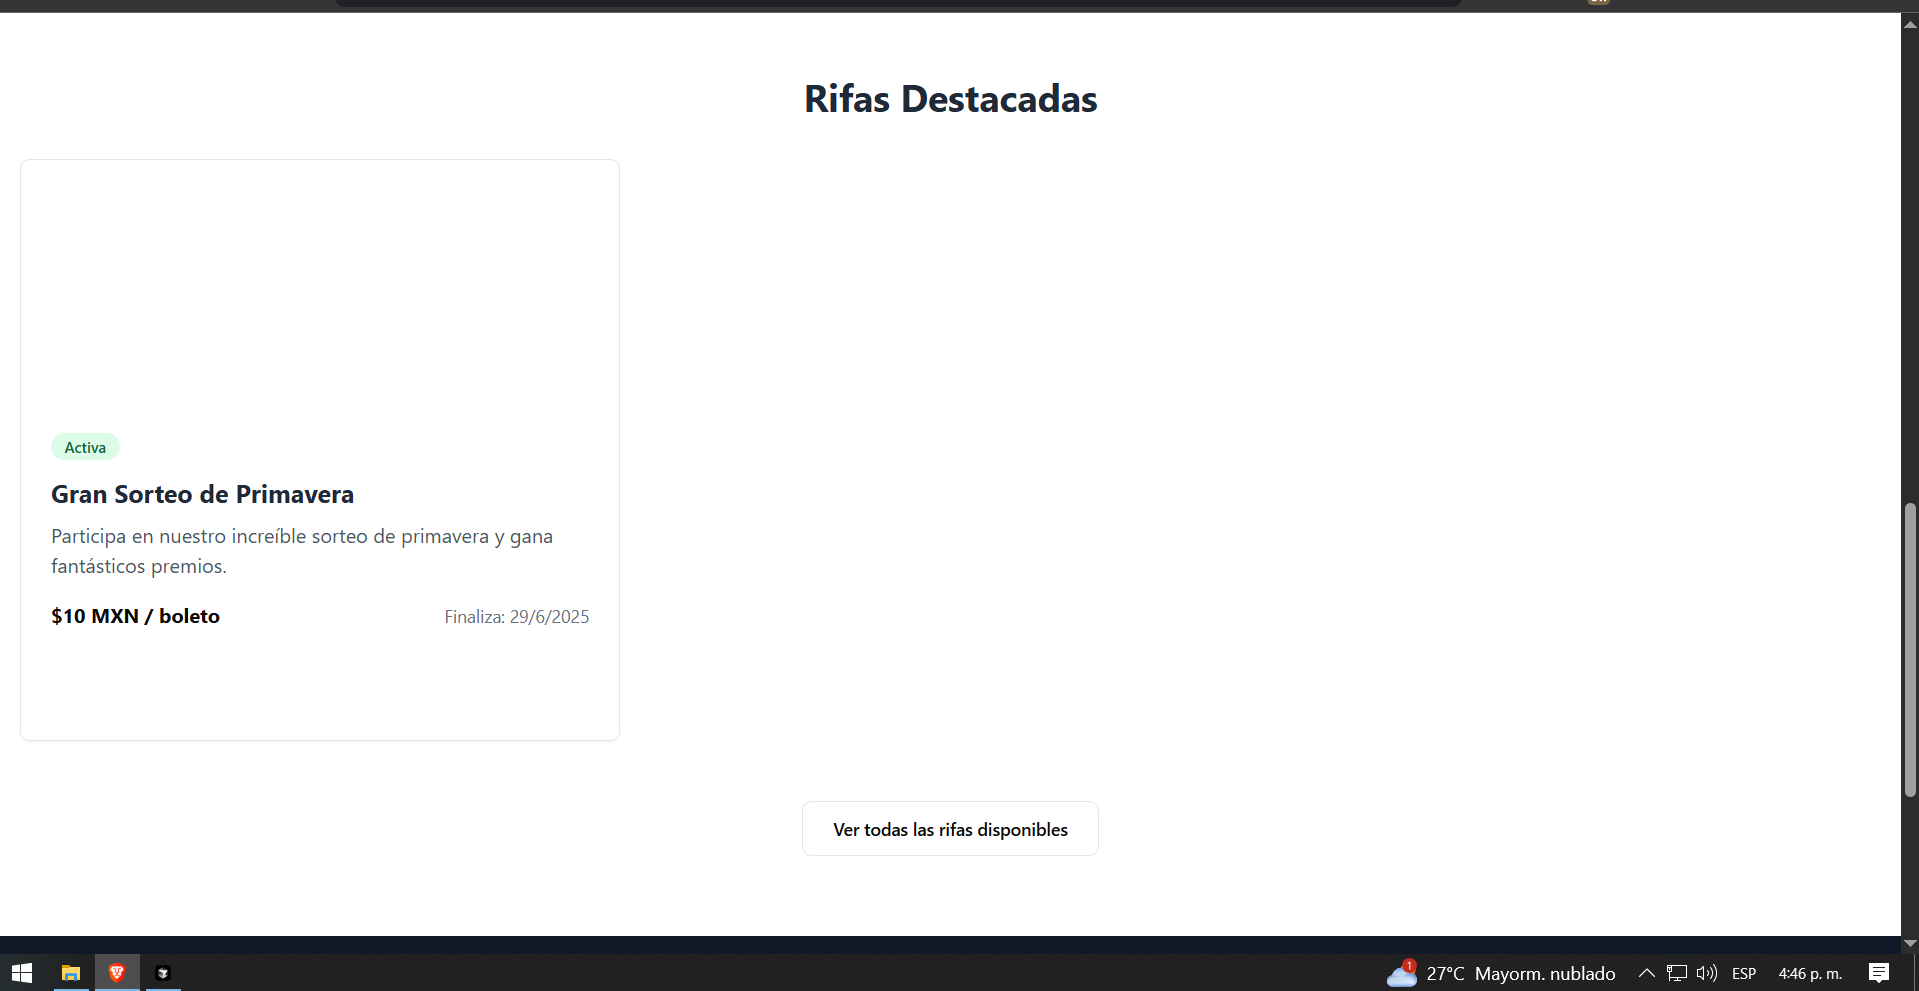 Rifas Destacadas
Activa
Gran Sorteo de Primavera
Participa en nuestro increíble sorteo de primavera y gana
fantásticos premios.
$10 MXN / boleto
Finaliza: 29/6/2025
Ver todas las rifas disponibles
1
27°C Mayorm. nublado
ESP
4:46 p. m.